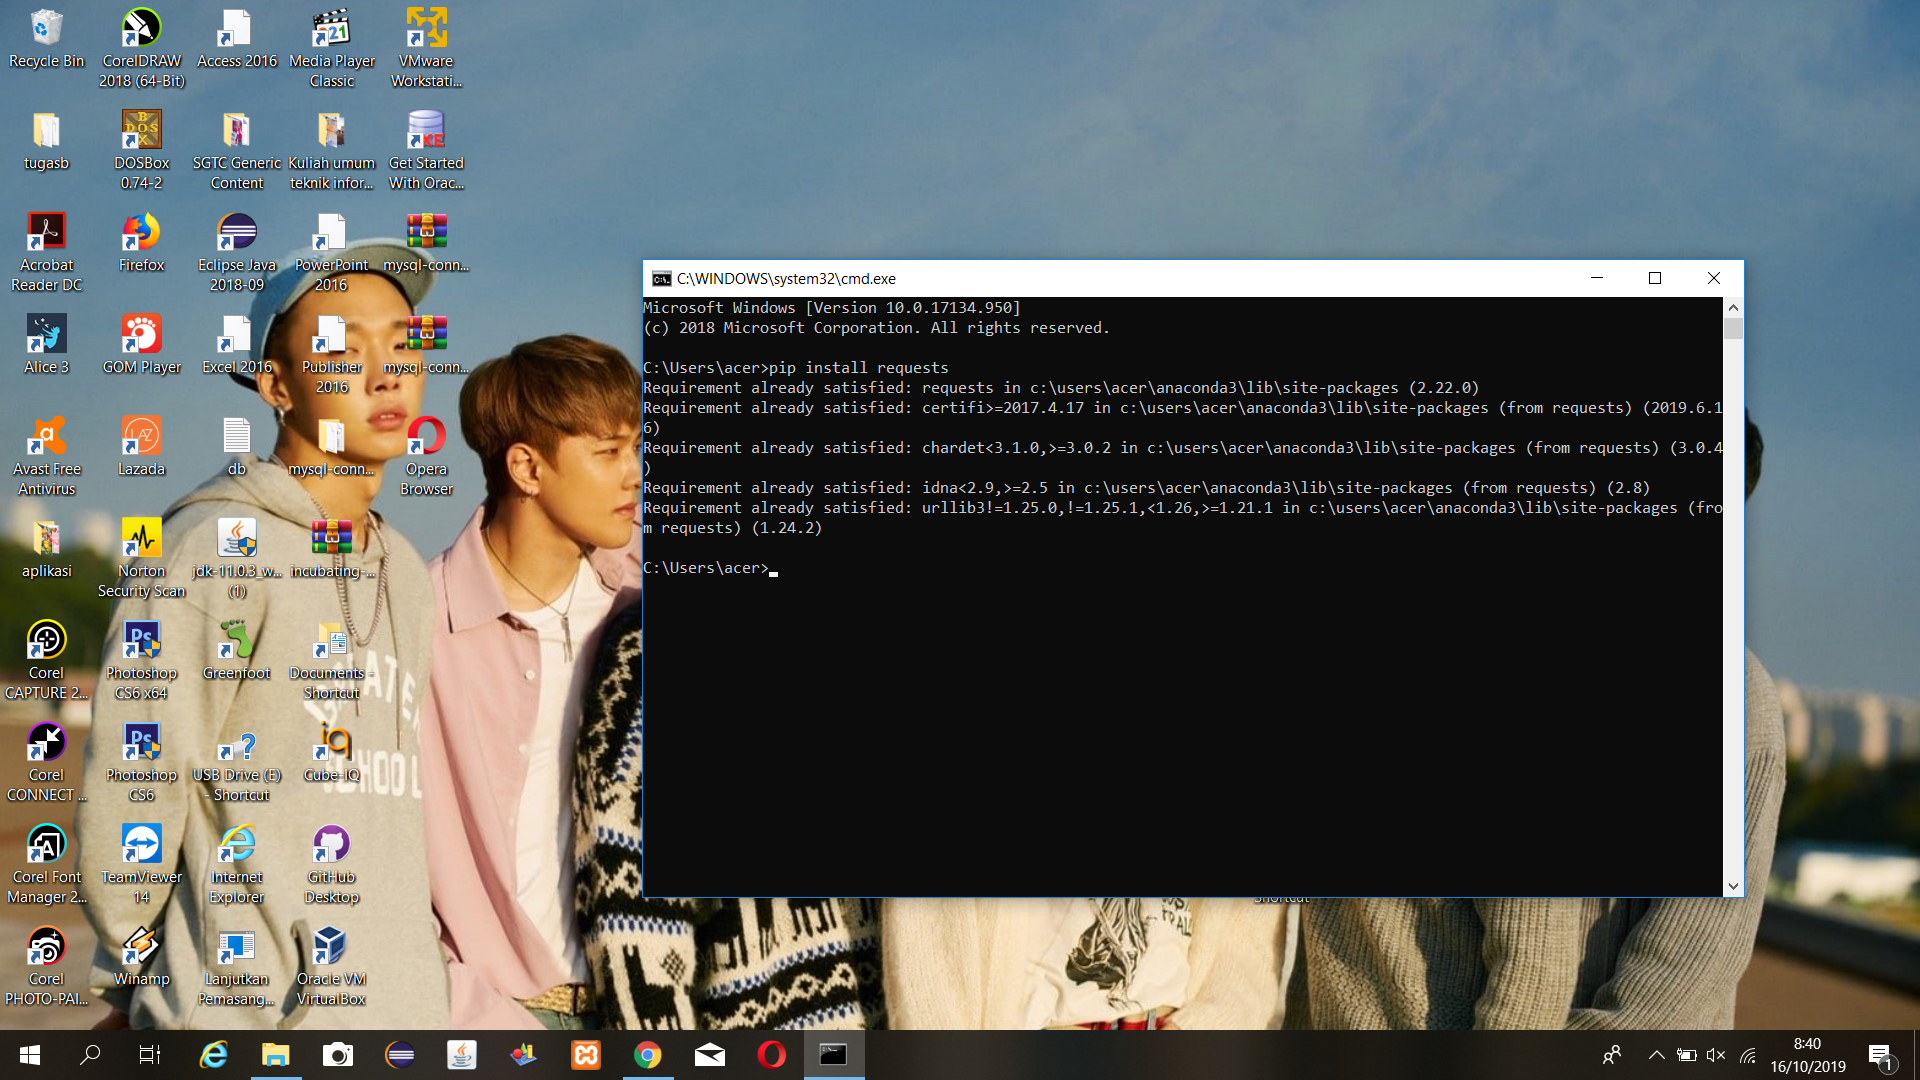 Recycle Bin
CorelDRAW
2018 (64-Bit)
Access 2016
Media Player
Classic
VMware
Workstati...
tugasb
DOSBox
0.74-2
SGTC Generic
Content
Kuliah umum
teknik infor...
Get Started
With Orac...
Acrobat
Reader DC
Firefox
Eclipse Java
2018-09
PowerPoint
2016
mysql-conn...
Alice 3
GOM Player
Excel 2016
Publisher
2016
mysql-conn...
Avast Free
Antivirus
Lazada
db
mysql-conn...
Opera
Browser
aplikasi
Norton
Security Scan
jdk-11.0.3_w...
(1)
incubating-...
Corel
CAPTURE 2...
Photoshop
CS6 x64
Greenfoot
Documents -
Shortcut
Corel
CONNECT ...
Photoshop
CS6
USB Drive (E)
- Shortcut
Cube-IQ
Corel Font
Manager 2...
TeamViewer
14
Internet
Explorer
GitHub
Desktop
Corel
PHOTO-PAI...
Winamp
Lanjutkan
Pemasang...
Oracle VM
VirtualBox
C:\WINDOWS\system32\cmd.exe
Microsoft Windows [Version 10.0.17134.950]
(c) 2018 Microsoft Corporation. All rights reserved.
C:\Users\acer>pip install requests
Requirement already satisfied: requests in c:\users\acer\anaconda3\lib\site-packages (2.22.0)
Requirement already satisfied: certifi>=2017.4.17 in c:\users\acer\anaconda3\lib\site-packages (from requests) (2019.6.1
6)
Requirement already satisfied: chardet<3.1.0,>=3.0.2 in c:\users\acer\anaconda3\lib\site-packages (from requests) (3.0.4
)
Requirement already satisfied: idna<2.9,>=2.5 in c:\users\acer\anaconda3\lib\site-packages (from requests) (2.8)
Requirement already satisfied: urllib3!=1.25.0,!=1.25.1,<1.26,>=1.21.1 in c:\users\acer\anaconda3\lib\site-packages (fro
m requests) (1.24.2)
C:\Users\acer>
Shortcut
8:40
16/10/2019
1